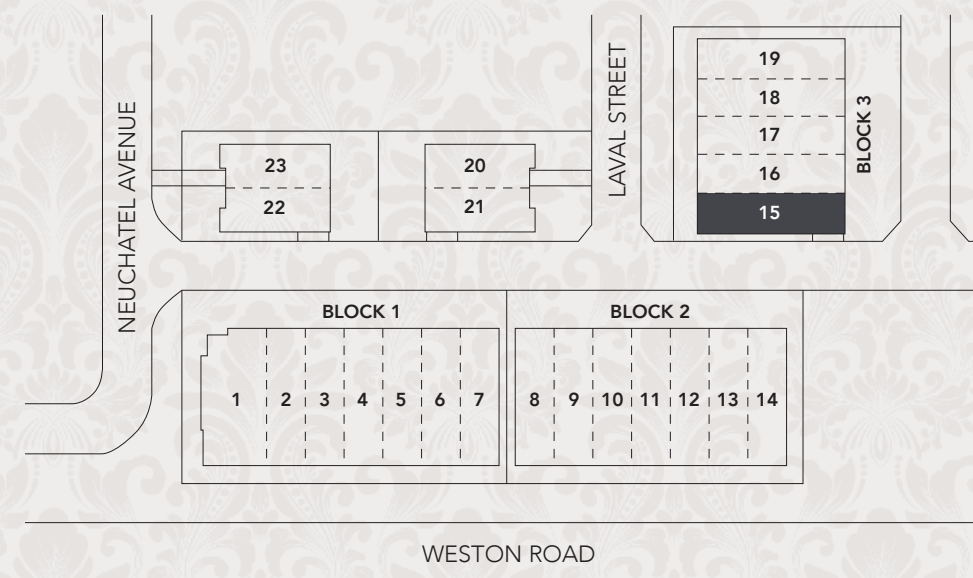 NEUCHATEL AVENUE
LAVAL STREET
BLOCK 3
19
18
17
16
15
23
22
20
21
BLOCK 1
1 2 3 4 5 6 7
BLOCK 2
8 9 10 11 12 13 14
WESTON ROAD